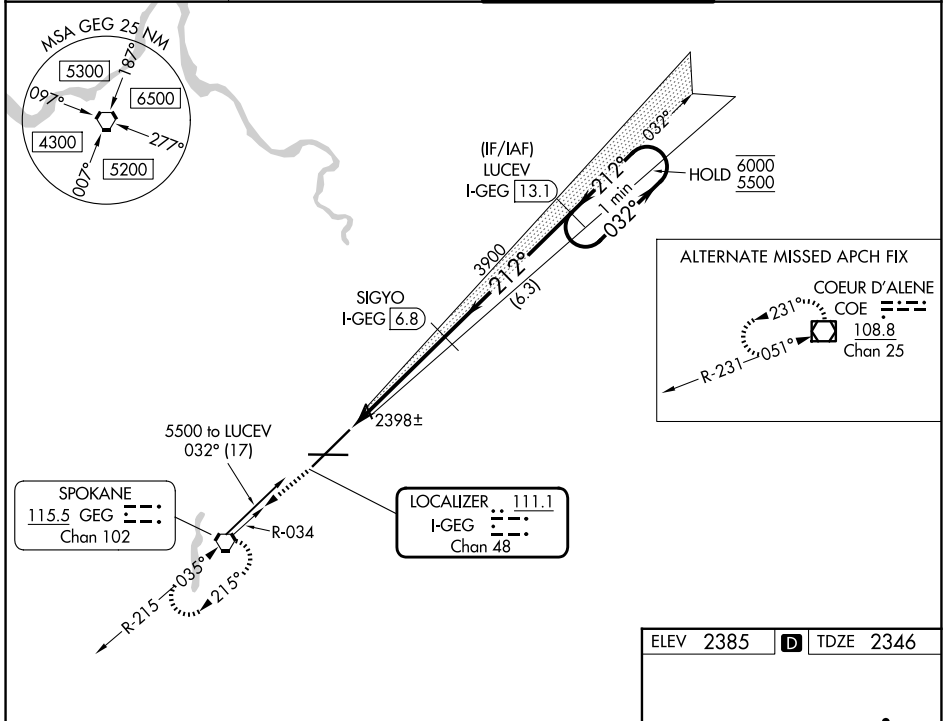 MSA GEG 25 NM
5300
187°
097°
6500
4300
277°
007°
5200
(IF/IAF)
LUCEV
I-GEG 13.1
032°
212°
1 min
032°
HOLD 6000
5500
3900
212°
(6.3)
SIGYO
I-GEG 6.8
ALTERNATE MISSED APCH FIX
COEUR D'ALENE
COE
108.8
Chan 25
231°
R-231
051°
2398±
5500 to LUCEV
032° (17)
SPOKANE
115.5 GEG
Chan 102
R-034
LOCALIZER 111.1
I-GEG
Chan 48
R-215
035°
215°
ELEV 2385 D TDZE 2346